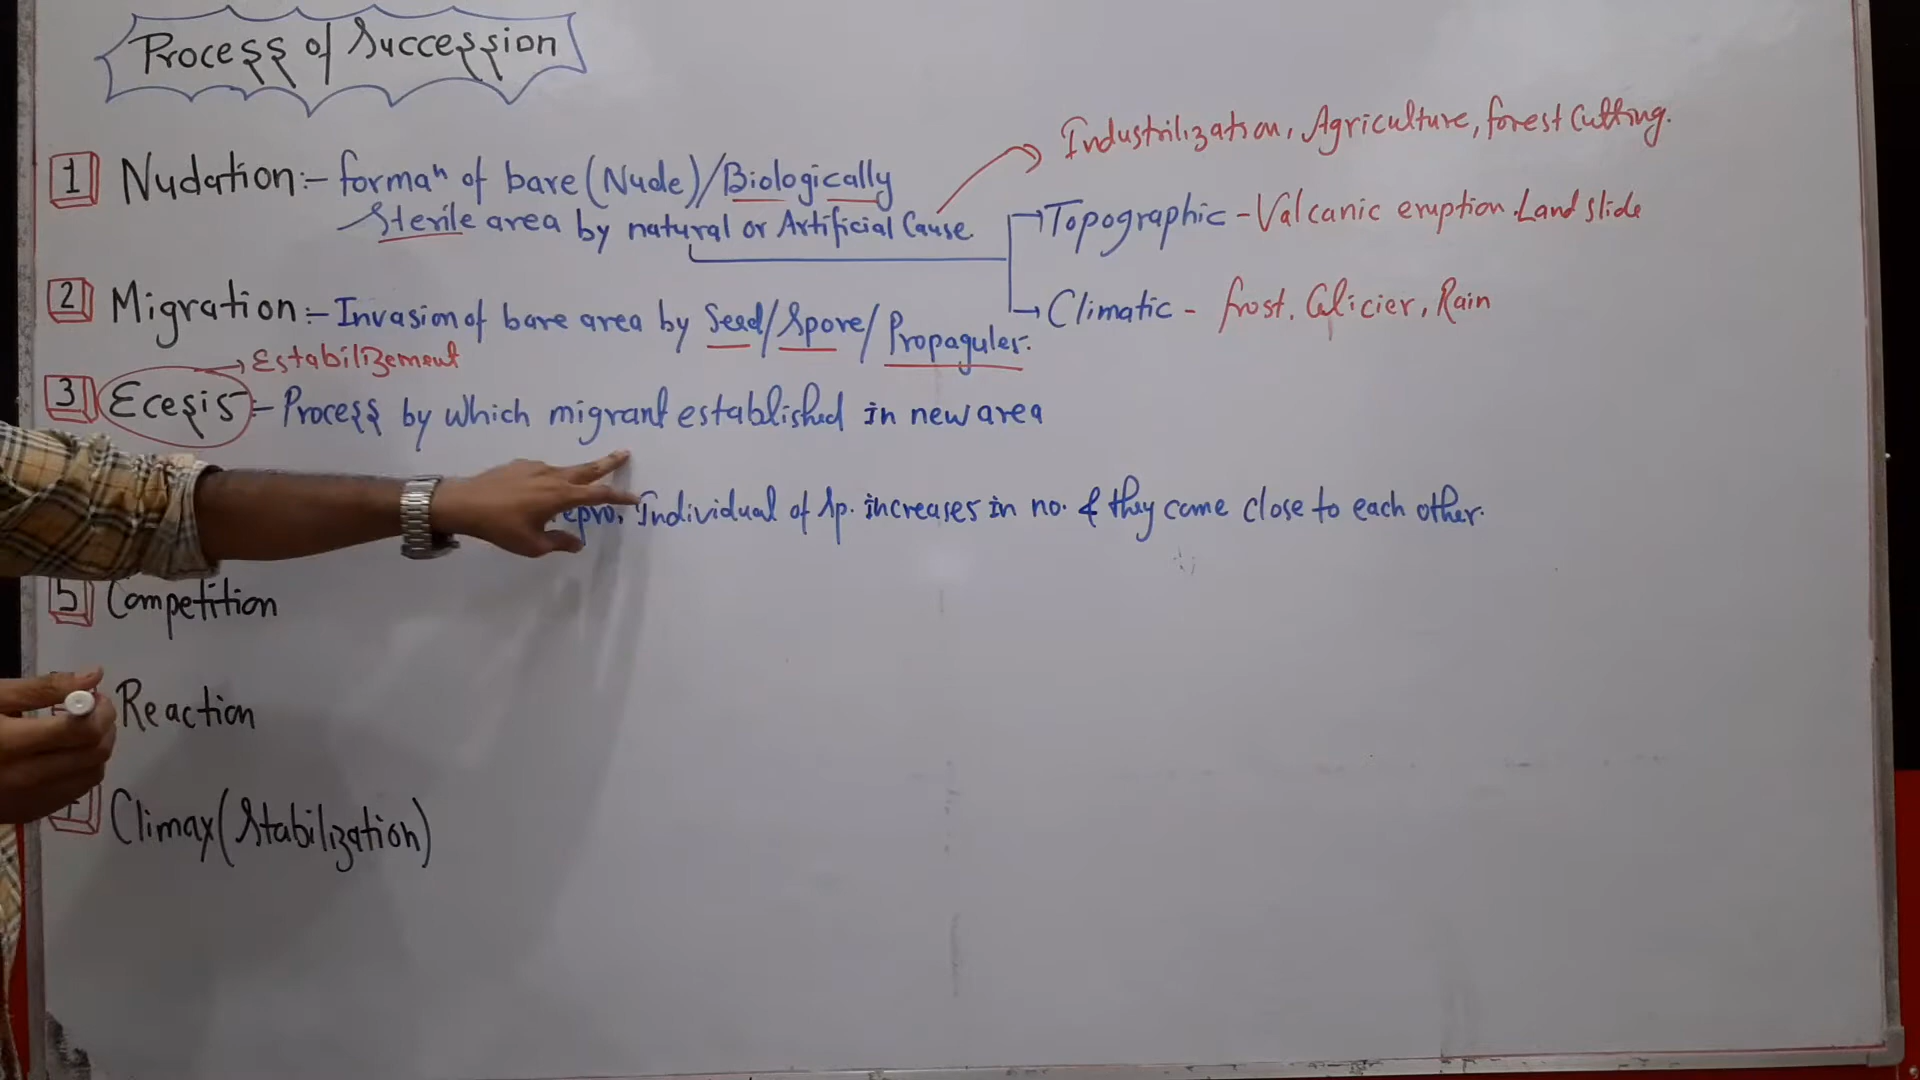 Process of Succession
Industrilization, Agriculture, forest Cutting.
1 Nudation:- formaⁿ of bare (Nude)/Biologically
Sterile area by natural or Artificial Cause.
Topographic - Valcanic eruption. Land slide
Climatic - frost. Glicier, Rain
2 Migration:- Invasion of bare area by Seed/Spore/Propagules.
Estabilizement
3 Ecesis:- Process by which migrant established in new area
repro. Individual of Sp. increases in no. & they come close to each other.
5 Competition
Reaction
Climax (Stabilization)